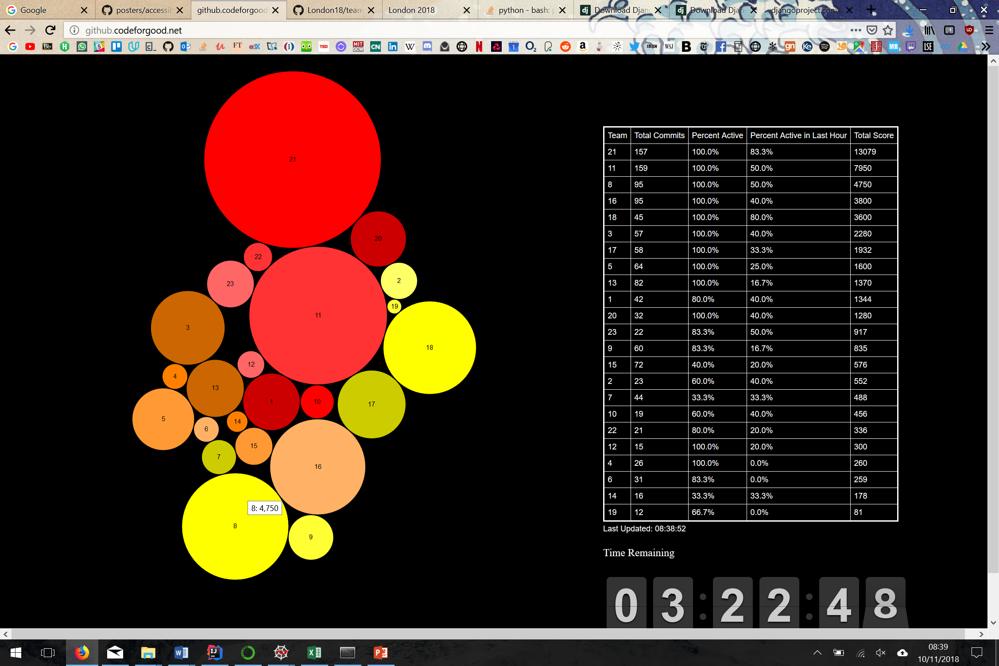 Google
posters/accessil
github.codeforgood
London18/team
London 2018
python - bash: p
Download Djan
Download Djan
djangoproject.com/
github.codeforgood.net
Team Total Commits Percent Active Percent Active in Last Hour Total Score
21 157 100.0% 83.3% 13079
11 159 100.0% 50.0% 7950
8 95 100.0% 50.0% 4750
16 95 100.0% 40.0% 3800
18 45 100.0% 80.0% 3600
3 57 100.0% 40.0% 2280
17 58 100.0% 33.3% 1932
5 64 100.0% 25.0% 1600
13 82 100.0% 16.7% 1370
1 42 80.0% 40.0% 1344
20 32 100.0% 40.0% 1280
23 22 83.3% 50.0% 917
9 60 83.3% 16.7% 835
15 72 40.0% 20.0% 576
2 23 60.0% 40.0% 552
7 44 33.3% 33.3% 488
10 19 60.0% 40.0% 456
22 21 80.0% 20.0% 336
12 15 100.0% 20.0% 300
4 26 100.0% 0.0% 260
6 31 83.3% 0.0% 259
14 16 33.3% 33.3% 178
19 12 66.7% 0.0% 81
Last Updated: 08:38:52
Time Remaining
03:22:48
21
20
22
2
23
19
11
3
18
12
4
13
1
10
17
5
14
6
15
7
16
8: 4,750
8
9
08:39
10/11/2018